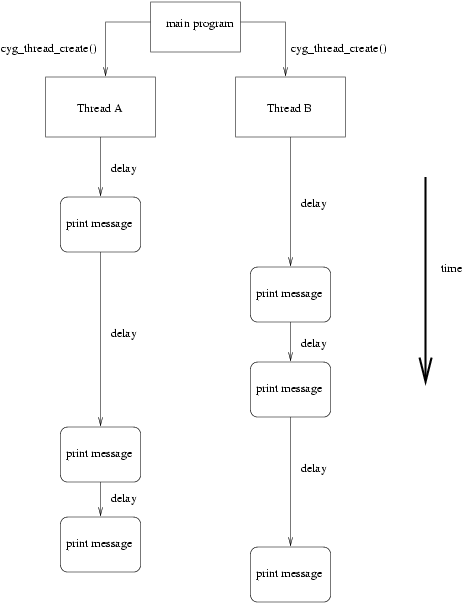 main program
cyg_thread_create()
cyg_thread_create()
Thread A
Thread B
delay
delay
print message
time
print message
delay
delay
print message
print message
delay
delay
print message
print message